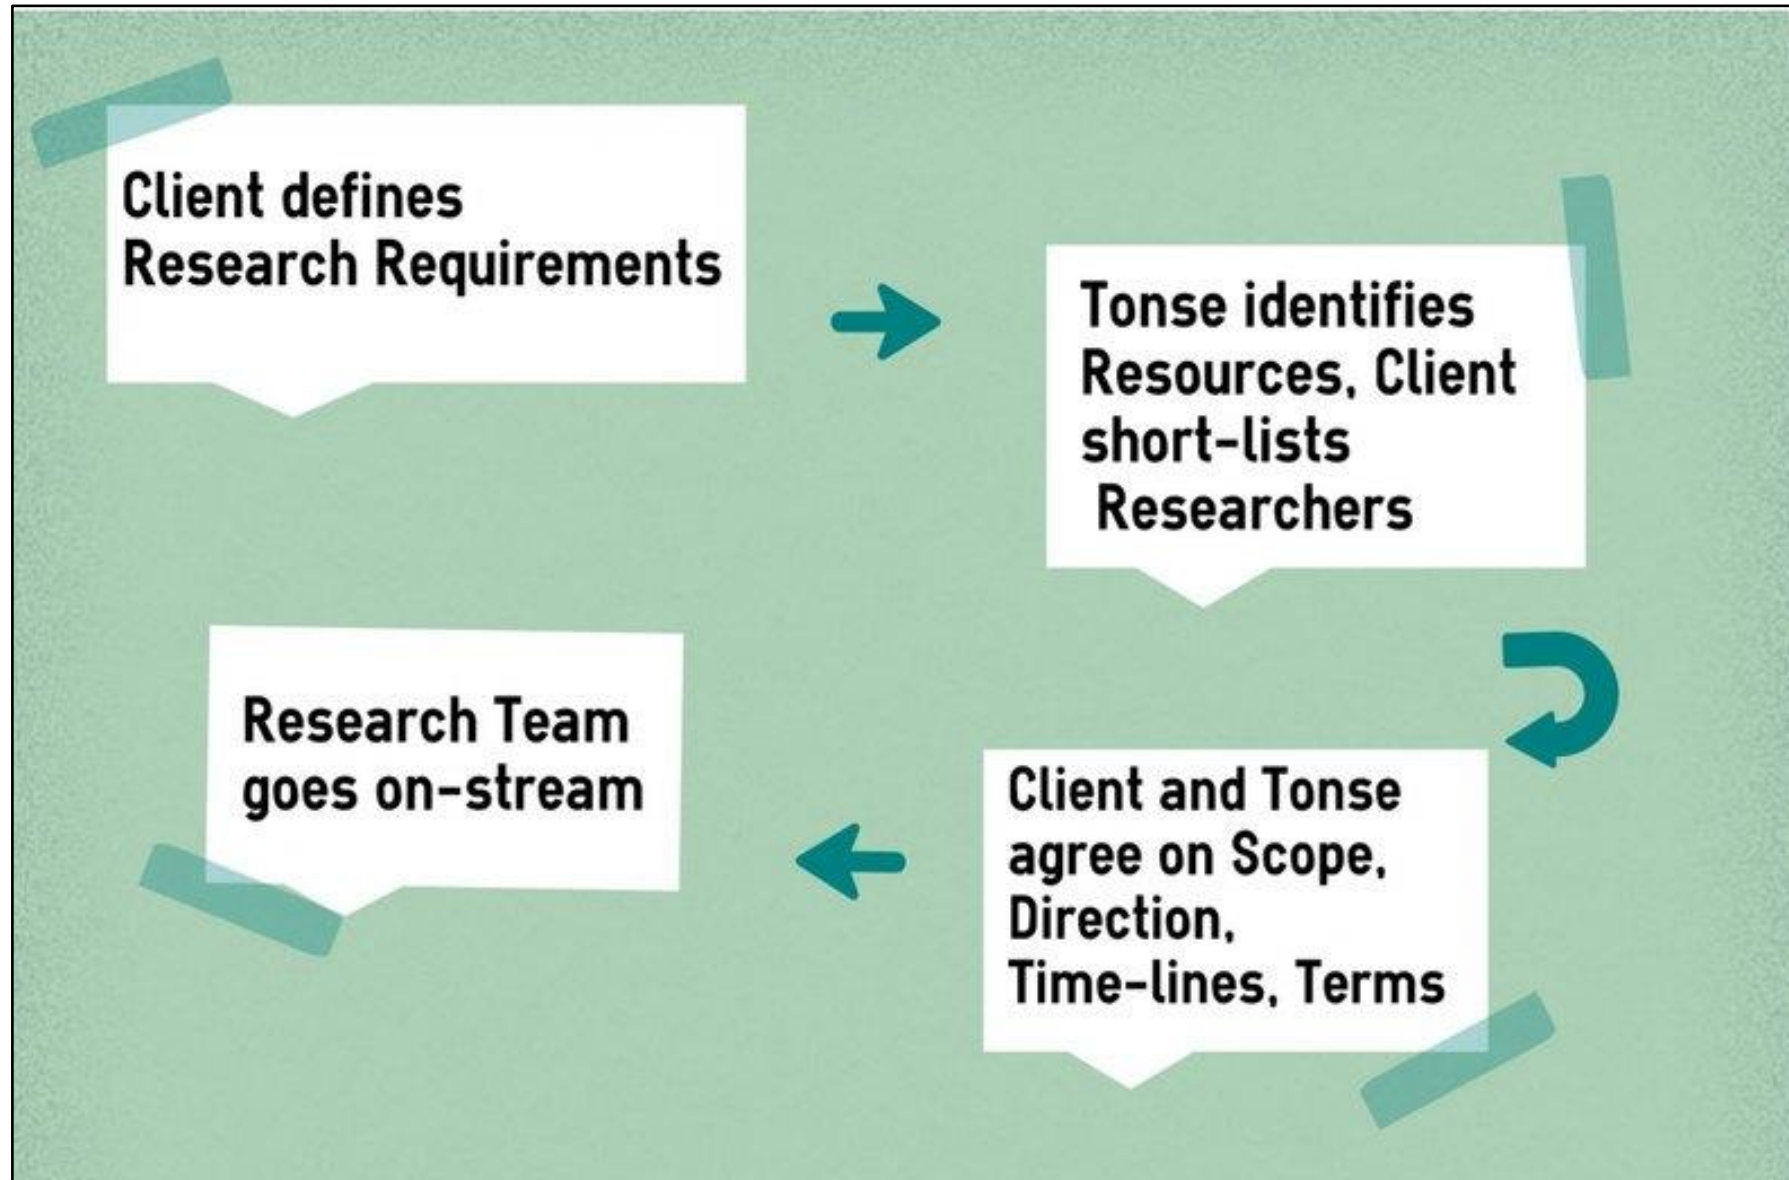 Client defines
Research Requirements
Tonse identifies
Resources, Client
short-lists
Researchers
Client and Tonse
agree on Scope,
Direction,
Time-lines, Terms
Research Team
goes on-stream